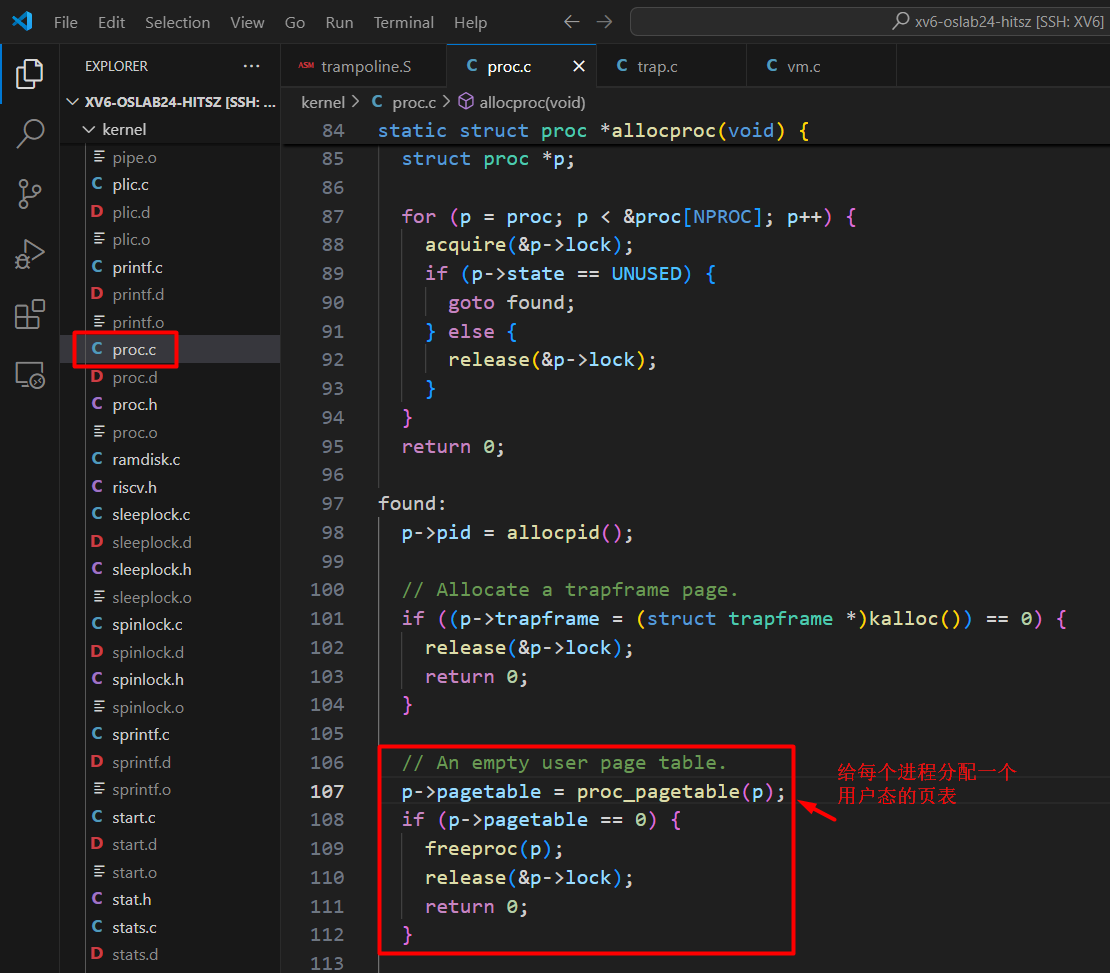 File Edit Selection View Go Run Terminal Help
xv6-oslab24-hitsz [SSH: XV6]
EXPLORER
XV6-OSLAB24-HITSZ [SSH: ...
kernel
pipe.o
plic.c
plic.d
plic.o
printf.c
printf.d
printf.o
proc.c
proc.d
proc.h
proc.o
ramdisk.c
riscv.h
sleeplock.c
sleeplock.d
sleeplock.h
sleeplock.o
spinlock.c
spinlock.d
spinlock.h
spinlock.o
sprintf.c
sprintf.d
sprintf.o
start.c
start.d
start.o
stat.h
stats.c
stats.d
ASM trampoline.S C proc.c C trap.c C vm.c
kernel > C proc.c > allocproc(void)
84 static struct proc *allocproc(void) {
85 struct proc *p;
86
87 for (p = proc; p < &proc[NPROC]; p++) {
88 acquire(&p->lock);
89 if (p->state == UNUSED) {
90 goto found;
91 } else {
92 release(&p->lock);
93 }
94 }
95 return 0;
96
97 found:
98 p->pid = allocpid();
99
100 // Allocate a trapframe page.
101 if ((p->trapframe = (struct trapframe *)kalloc()) == 0) {
102 release(&p->lock);
103 return 0;
104 }
105
106 // An empty user page table.
107 p->pagetable = proc_pagetable(p);
108 if (p->pagetable == 0) {
109 freeproc(p);
110 release(&p->lock);
111 return 0;
112 }
113
给每个进程分配一个
用户态的页表